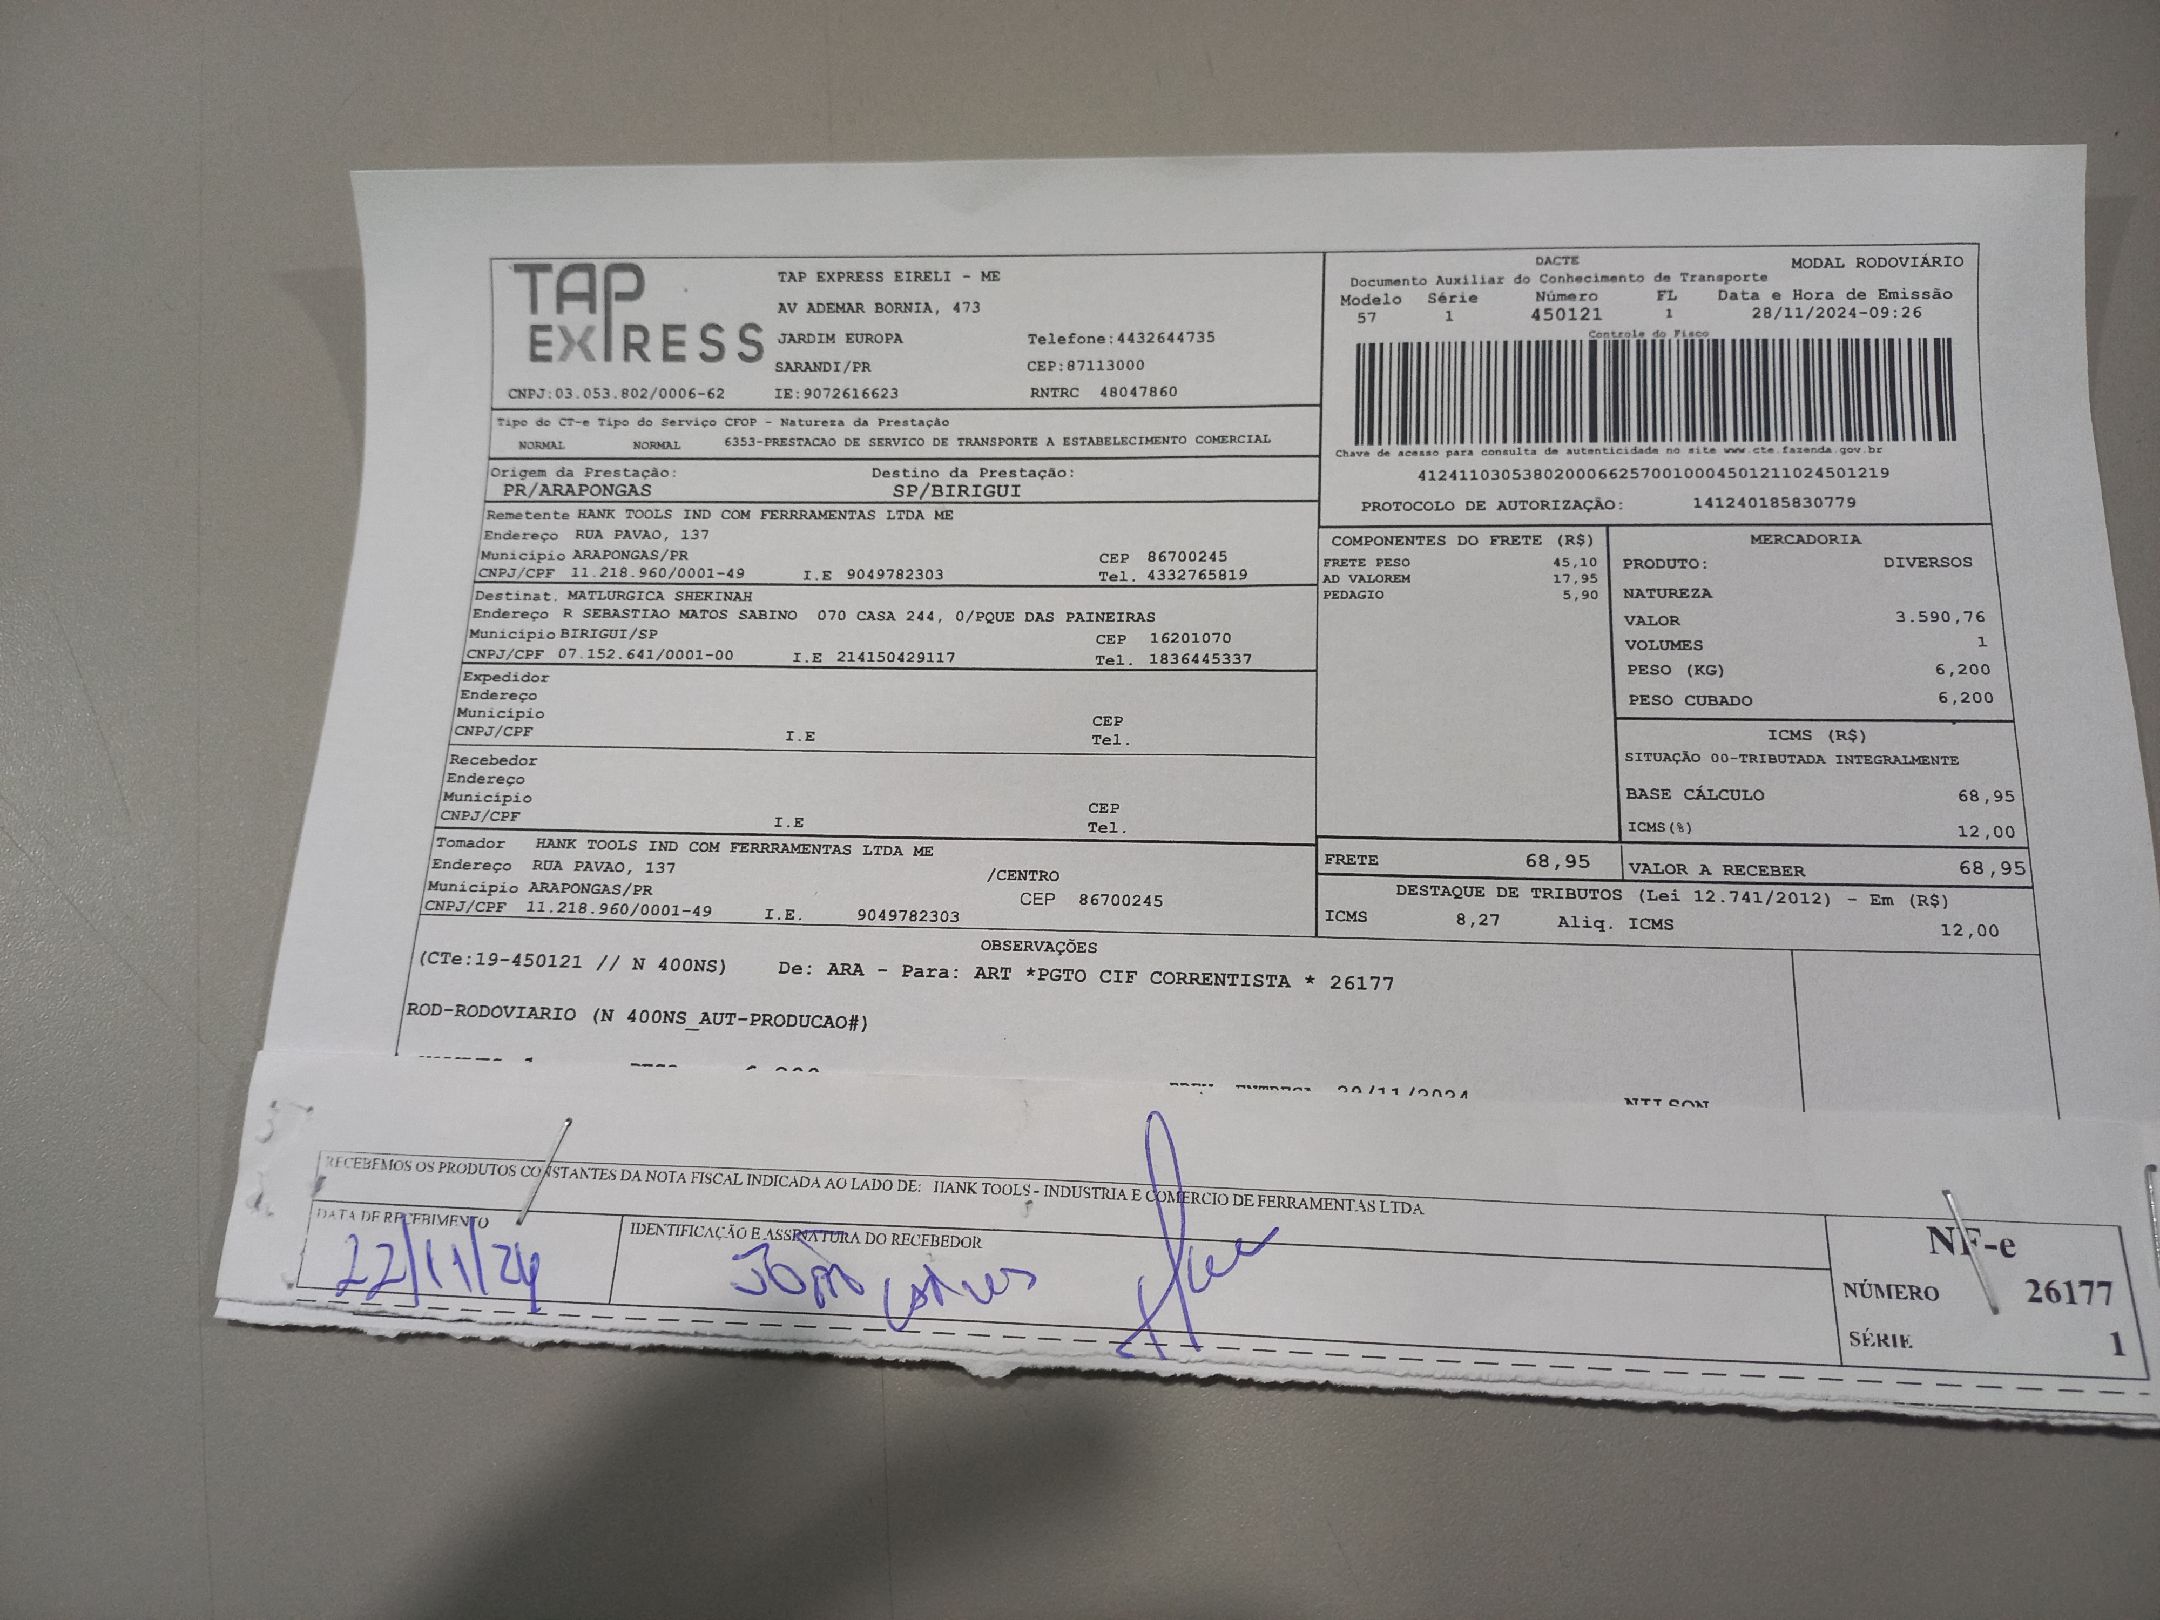 TAP EXPRESS
TAP EXPRESS EIRELI - ME
AV ADEMAR BORNIA, 473
JARDIM EUROPA Telefone:4432644735
SARANDI/PR CEP:87113000
CNPJ:03.053.802/0006-62 IE:9072616623 RNTRC 48047860
DACTE MODAL RODOVIÁRIO
Documento Auxiliar do Conhecimento de Transporte
Modelo Série Número FL Data e Hora de Emissão
57 1 450121 1 28/11/2024-09:26
Controle do Fisco
Chave de acesso para consulta de autenticidade no site www.cte.fazenda.gov.br
41241103053802000662570010004501211024501219
PROTOCOLO DE AUTORIZAÇÃO: 141240185830779
Tipo do CT-e Tipo do Serviço CFOP - Natureza da Prestação
NORMAL NORMAL 6353-PRESTACAO DE SERVICO DE TRANSPORTE A ESTABELECIMENTO COMERCIAL
Origem da Prestação: Destino da Prestação:
PR/ARAPONGAS SP/BIRIGUI
Remetente HANK TOOLS IND COM FERRRAMENTAS LTDA ME
Endereço RUA PAVAO, 137
Município ARAPONGAS/PR CEP 86700245
CNPJ/CPF 11.218.960/0001-49 I.E 9049782303 Tel. 4332765819
Destinat. MATLURGICA SHEKINAH
Endereço R SEBASTIAO MATOS SABINO 070 CASA 244, 0/PQUE DAS PAINEIRAS
Município BIRIGUI/SP CEP 16201070
CNPJ/CPF 07.152.641/0001-00 I.E 214150429117 Tel. 1836445337
Expedidor
Endereço
Município CEP
CNPJ/CPF I.E Tel.
Recebedor
Endereço
Município CEP
CNPJ/CPF I.E Tel.
Tomador HANK TOOLS IND COM FERRRAMENTAS LTDA ME
Endereço RUA PAVAO, 137 /CENTRO
Município ARAPONGAS/PR CEP 86700245
CNPJ/CPF 11.218.960/0001-49 I.E. 9049782303
COMPONENTES DO FRETE (R$)
FRETE PESO 45,10
AD VALOREM 17,95
PEDAGIO 5,90
MERCADORIA
PRODUTO: DIVERSOS
NATUREZA
VALOR 3.590,76
VOLUMES 1
PESO (KG) 6,200
PESO CUBADO 6,200
ICMS (R$)
SITUAÇÃO 00-TRIBUTADA INTEGRALMENTE
BASE CÁLCULO 68,95
ICMS(%) 12,00
FRETE 68,95 VALOR A RECEBER 68,95
DESTAQUE DE TRIBUTOS (Lei 12.741/2012) - Em (R$)
ICMS 8,27 Aliq. ICMS 12,00
OBSERVAÇÕES
(CTe:19-450121 // N 400NS) De: ARA - Para: ART *PGTO CIF CORRENTISTA * 26177
ROD-RODOVIARIO (N 400NS_AUT-PRODUCAO#)
NILSON
RECEBEMOS OS PRODUTOS CONSTANTES DA NOTA FISCAL INDICADA AO LADO DE: HANK TOOLS - INDUSTRIA E COMERCIO DE FERRAMENTAS LTDA
DATA DE RECEBIMENTO IDENTIFICAÇÃO E ASSINATURA DO RECEBEDOR
22/11/24
NF-e
NÚMERO 26177
SÉRIE 1